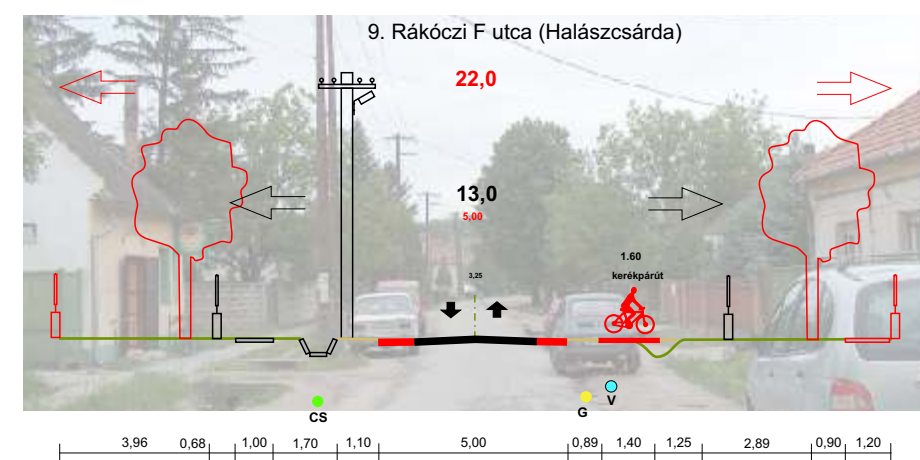 9. Rákóczi F utca (Halászcsárda)
22,0
13,0
5,00
3,25
1.60
kerékpárút
CS
G
V
3,96 0,68 1,00 1,70 1,10 5,00 0,89 1,40 1,25 2,89 0,90 1,20